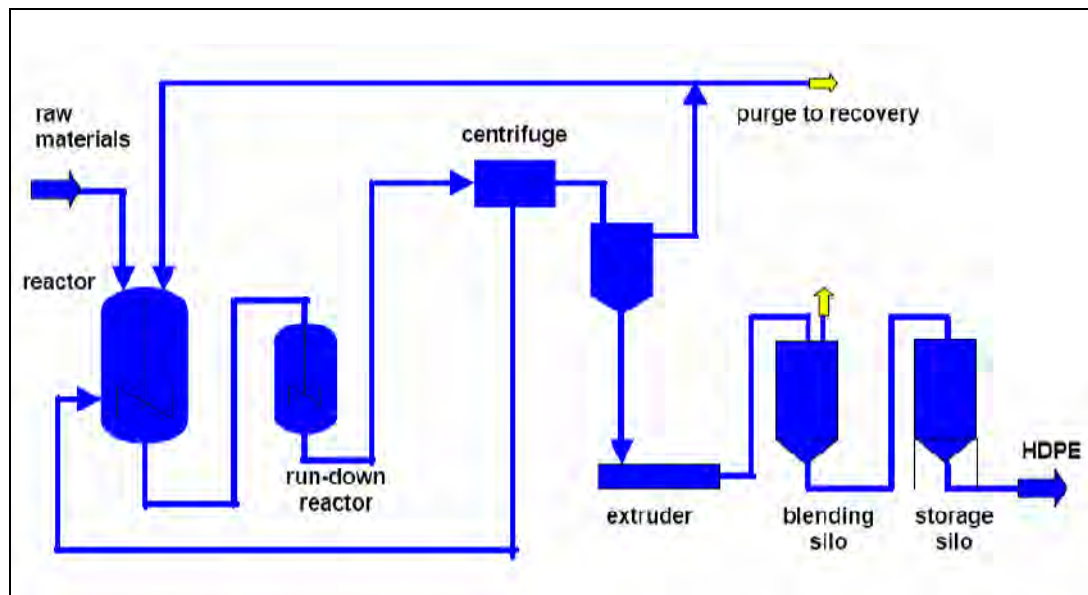 raw
materials
centrifuge
purge to recovery
reactor
run-down
reactor
extruder
blending
silo
storage
silo
HDPE